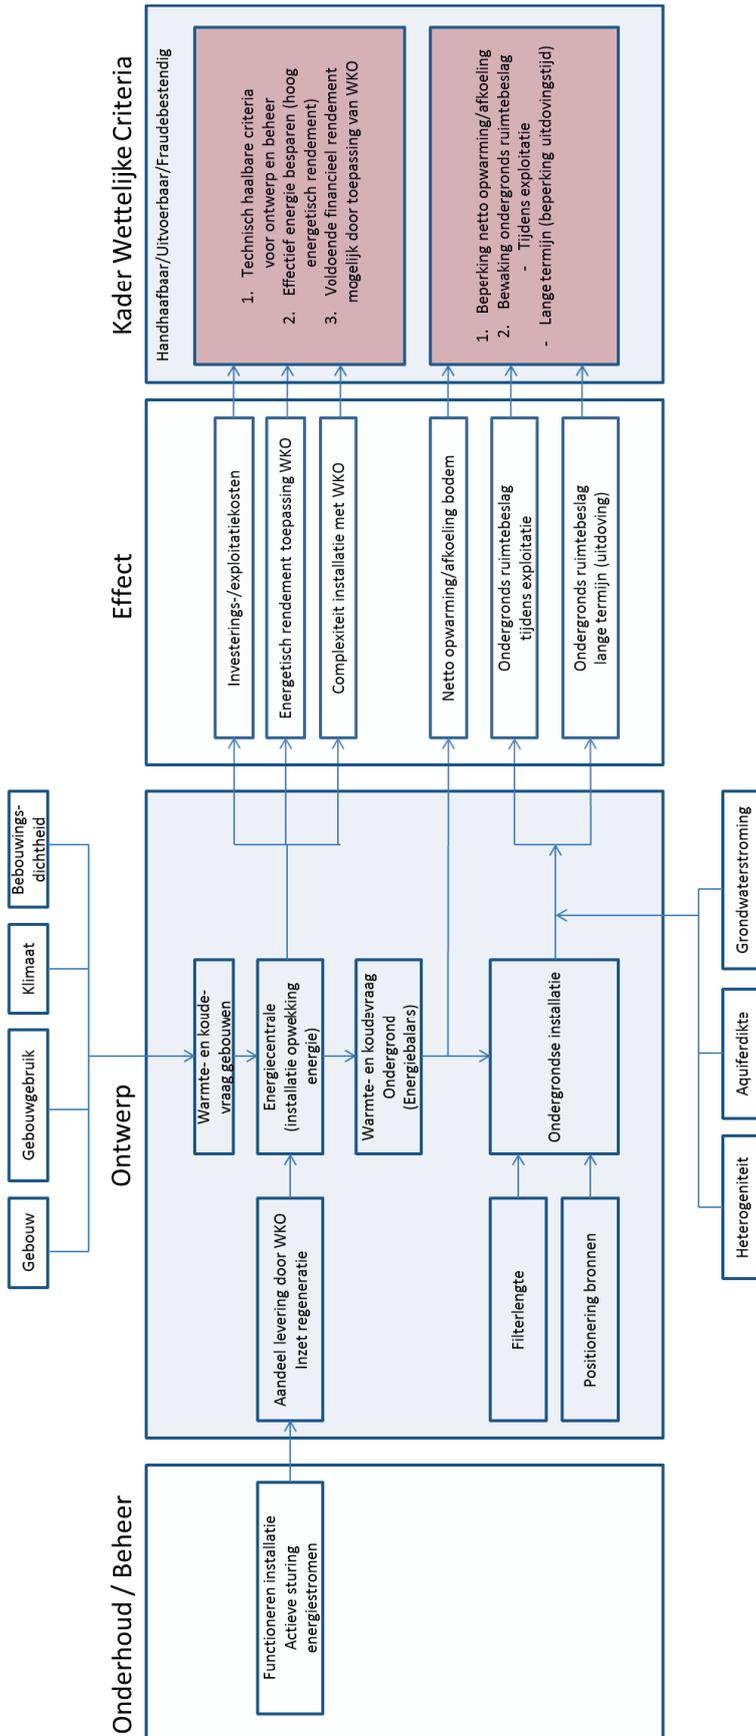 Gebouw
Gebouwgebruik
Klimaat
Bebouwings-
dichtheid
Onderhoud / Beheer
Functioneren installatie
Actieve sturing
energiestromen
Ontwerp
Aandeel levering door WKO
Inzet regeneratie
Filterlengte
Positionering bronnen
Warmte- en koude-
vraag gebouwen
Energiecentrale
(installatie opwekking
energie)
Warmte- en koudevraag
Ondergrond
(Energiebalans)
Ondergrondse installatie
Heterogeniteit
Aquiferdikte
Grondwaterstroming
Effect
Investerings-/exploitatiekosten
Energetisch rendement toepassing WKO
Complexiteit installatie met WKO
Netto opwarming/afkoeling bodem
Ondergronds ruimtebeslag
tijdens exploitatie
Ondergronds ruimtebeslag
lange termijn (uitdoving)
Kader Wettelijke Criteria
Handhaafbaar/Uitvoerbaar/Fraudebestendig
1. Technisch haalbare criteria
voor ontwerp en beheer
2. Effectief energie besparen (hoog
energetisch rendement)
3. Voldoende financieel rendement
mogelijk door toepassing van WKO
1. Beperking netto opwarming/afkoeling
2. Bewaking ondergronds ruimtebeslag
- Tijdens exploitatie
- Lange termijn (beperking uitdovingstijd)